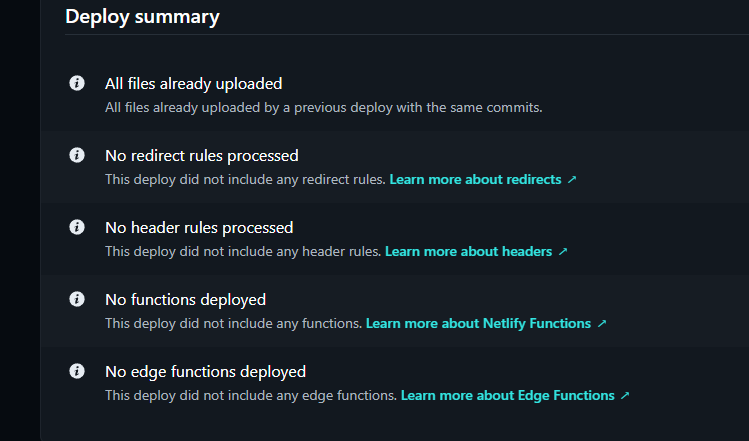 Deploy summary
All files already uploaded
All files already uploaded by a previous deploy with the same commits.
No redirect rules processed
This deploy did not include any redirect rules. Learn more about redirects ↗
No header rules processed
This deploy did not include any header rules. Learn more about headers ↗
No functions deployed
This deploy did not include any functions. Learn more about Netlify Functions ↗
No edge functions deployed
This deploy did not include any edge functions. Learn more about Edge Functions ↗